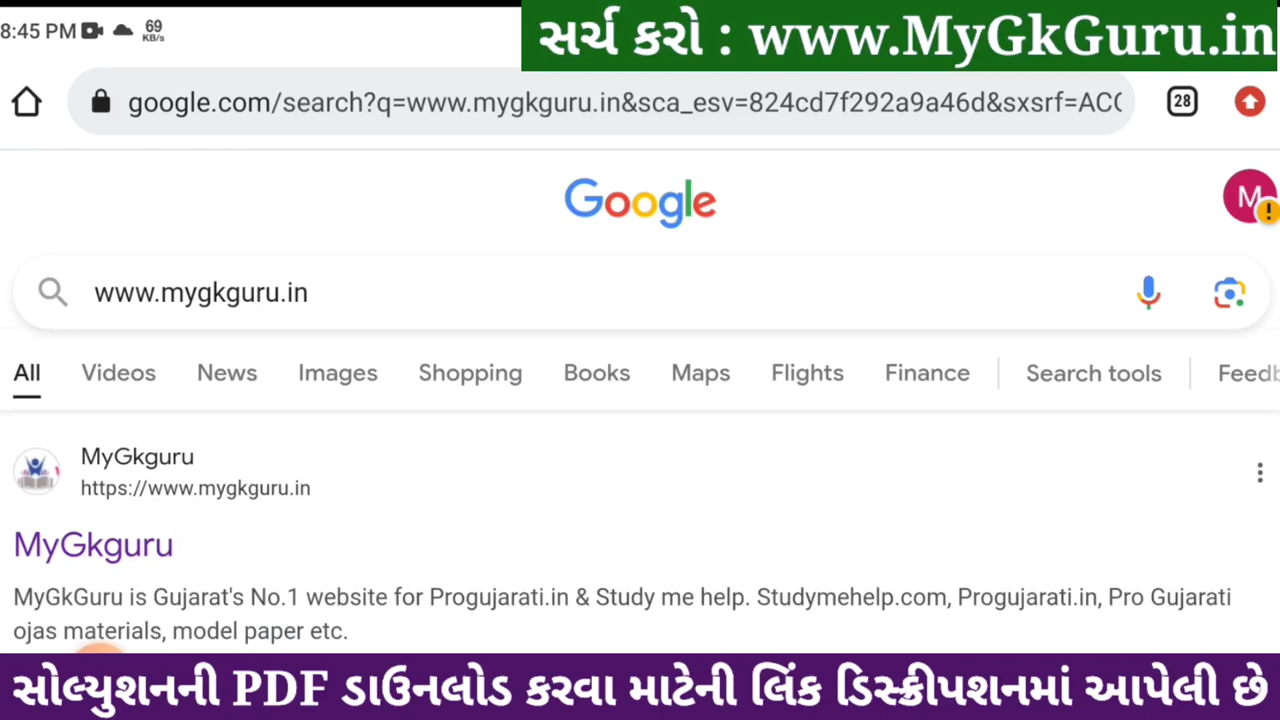 8:45 PM 69 KB/s
સર્ચ કરો : www.MyGkGuru.in
google.com/search?q=www.mygkguru.in&sca_esv=824cd7f292a9a46d&sxsrf=AC
28
Google
M
www.mygkguru.in
All Videos News Images Shopping Books Maps Flights Finance Search tools Feedb
MyGkguru
https://www.mygkguru.in
MyGkguru
MyGkGuru is Gujarat's No.1 website for Progujarati.in & Study me help. Studymehelp.com, Progujarati.in, Pro Gujarati
ojas materials, model paper etc.
સોલ્યુશનની PDF ડાઉનલોડ કરવા માટેની લિંક ડિસ્ક્રીપશનમાં આપેલી છે